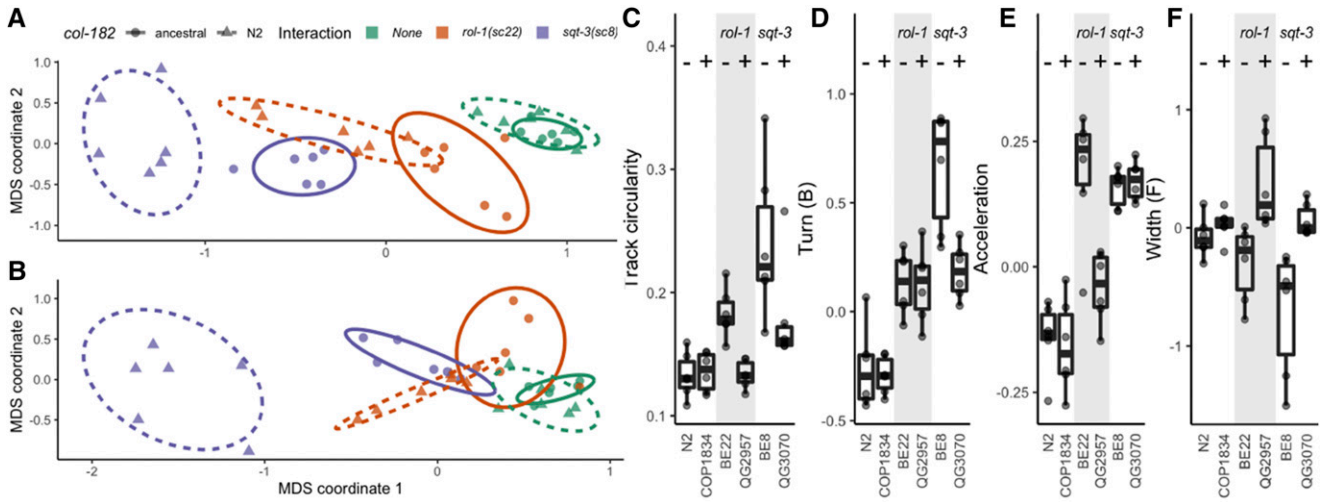 A
col-182 ancestral N2 Interaction None rol-1(sc22) sqt-3(sc8)
MDS coordinate 2
1.0
0.5
0.0
-0.5
-1.0
-1
0
1
B
MDS coordinate 2
1.0
0.5
0.0
-0.5
-2
-1
0
1
MDS coordinate 1
C
rol-1 sqt-3
- + - + - +
Track circularity
0.4
0.3
0.2
0.1
N2
COP1834
BE22
QG2957
BE8
QG3070
D
rol-1 sqt-3
- + - + - +
Turn (B)
1.0
0.5
0.0
-0.5
N2
COP1834
BE22
QG2957
BE8
QG3070
E
rol-1 sqt-3
- + - + - +
Acceleration
0.25
0.00
-0.25
N2
COP1834
BE22
QG2957
BE8
QG3070
F
rol-1 sqt-3
- + - + - +
Width (F)
1
0
-1
N2
COP1834
BE22
QG2957
BE8
QG3070